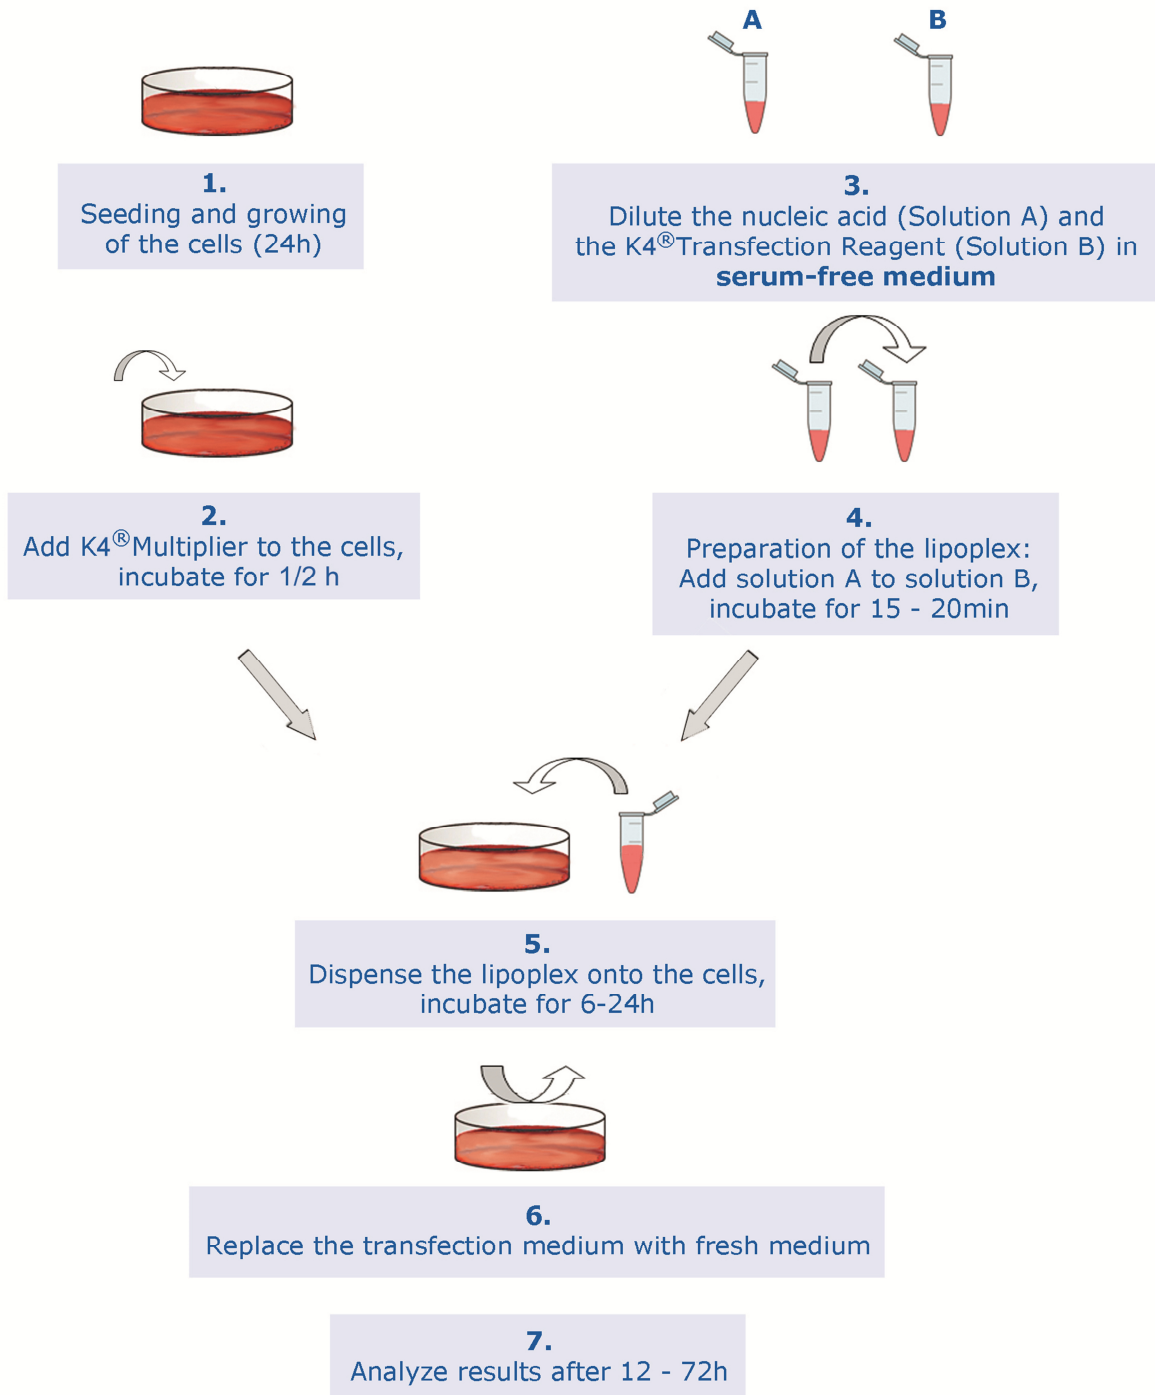 1.
Seeding and growing
of the cells (24h)
2.
Add K4®Multiplier to the cells,
incubate for 1/2 h
A B
3.
Dilute the nucleic acid (Solution A) and
the K4®Transfection Reagent (Solution B) in
serum-free medium
4.
Preparation of the lipoplex:
Add solution A to solution B,
incubate for 15 - 20min
5.
Dispense the lipoplex onto the cells,
incubate for 6-24h
6.
Replace the transfection medium with fresh medium
7.
Analyze results after 12 - 72h